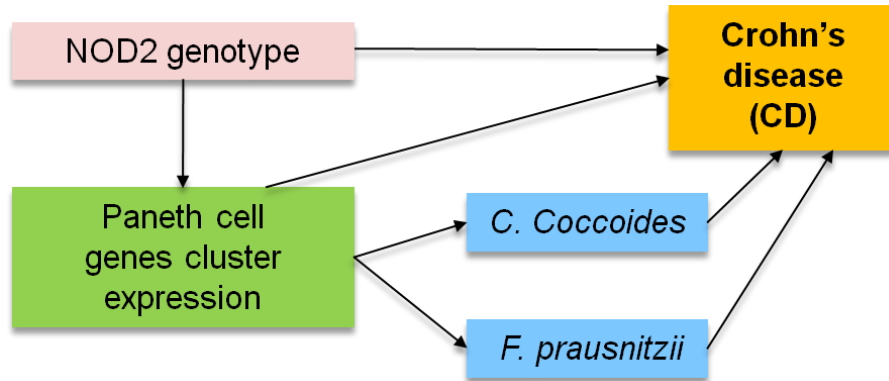 NOD2 genotype
Crohn's
disease
(CD)
Paneth cell
genes cluster
expression
C. Coccoides
F. prausnitzii